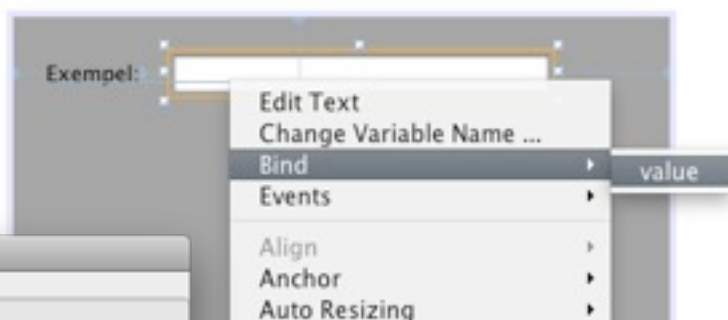 Exempel:
Edit Text
Change Variable Name ...
Bind
value
Events
Align
Anchor
Auto Resizing